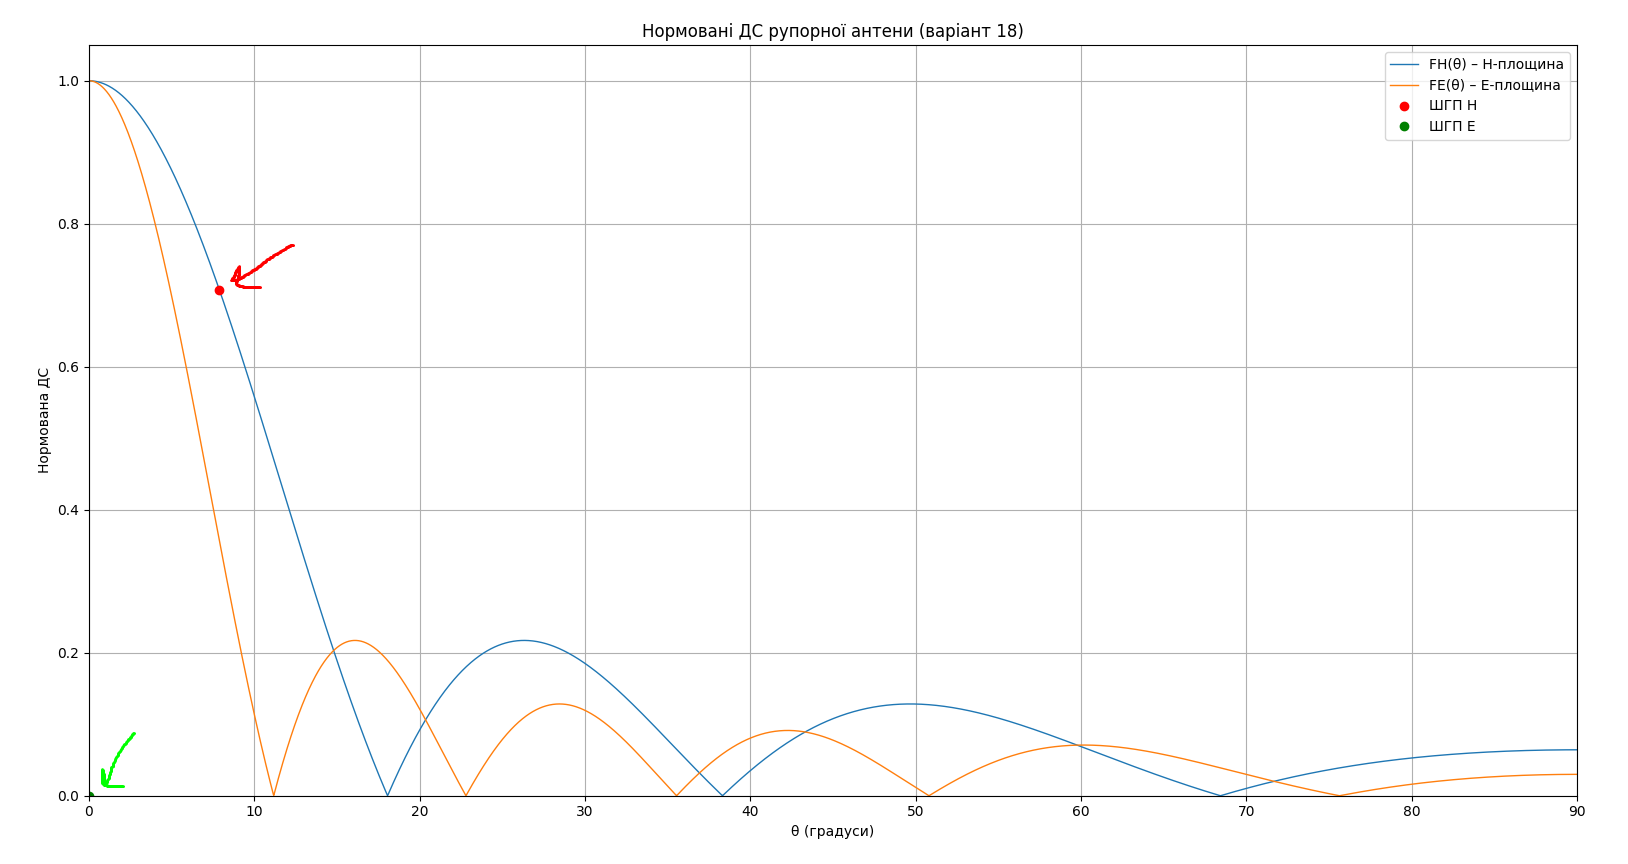 Нормовані ДС рупорної антени (варіант 18)
FH(θ) – H-площина
FE(θ) – E-площина
ШГП H
ШГП E
Нормована ДС
1.0
0.8
0.6
0.4
0.2
0.0
0 10 20 30 40 50 60 70 80 90
θ (градуси)